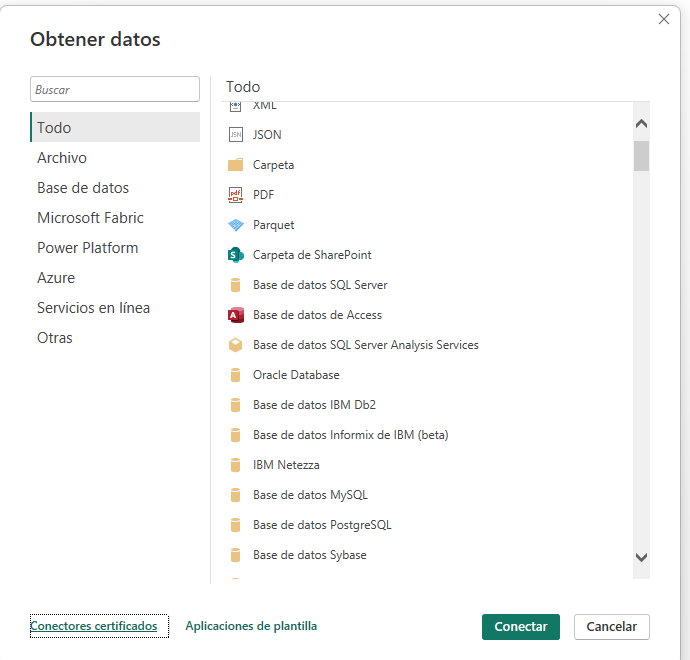 Obtener datos
Buscar
Todo
Archivo
Base de datos
Microsoft Fabric
Power Platform
Azure
Servicios en línea
Otras
Todo
XML
JSON
Carpeta
PDF
Parquet
Carpeta de SharePoint
Base de datos SQL Server
Base de datos de Access
Base de datos SQL Server Analysis Services
Oracle Database
Base de datos IBM Db2
Base de datos Informix de IBM (beta)
IBM Netezza
Base de datos MySQL
Base de datos PostgreSQL
Base de datos Sybase
Conectores certificados
Aplicaciones de plantilla
Conectar
Cancelar